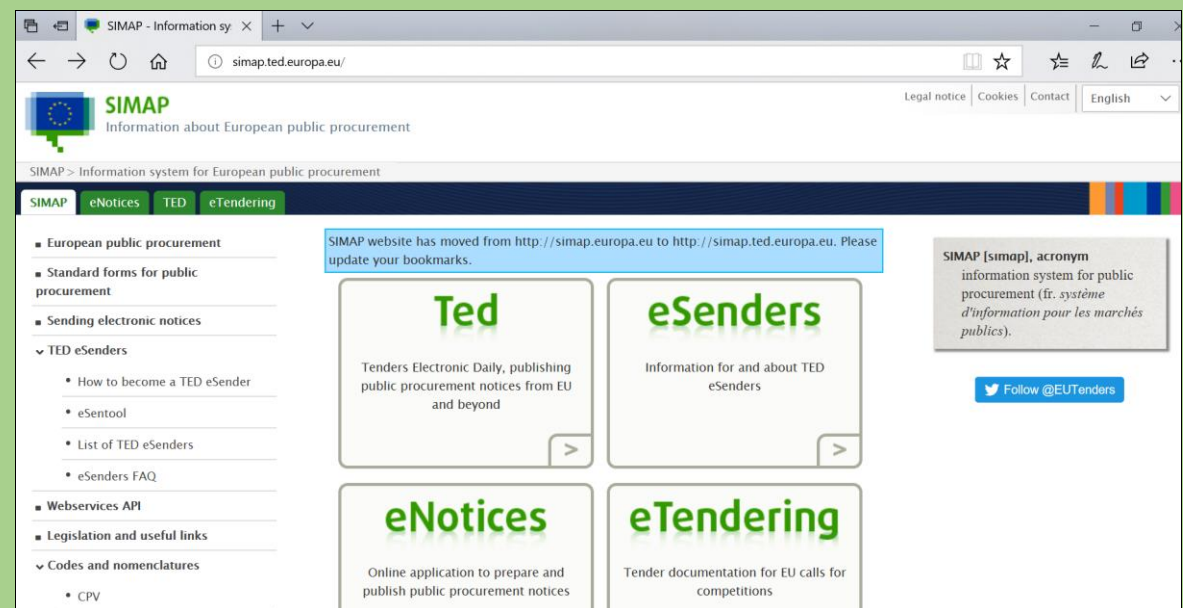 SIMAP - Information sy
simap.ted.europa.eu/
SIMAP
Information about European public procurement
Legal notice
Cookies
Contact
English
SIMAP > Information system for European public procurement
SIMAP
eNotices
TED
eTendering
European public procurement
Standard forms for public
procurement
Sending electronic notices
TED eSenders
How to become a TED eSender
eSentool
List of TED eSenders
eSenders FAQ
Webservices API
Legislation and useful links
Codes and nomenclatures
CPV
SIMAP website has moved from http://simap.europa.eu to http://simap.ted.europa.eu. Please
update your bookmarks.
Ted
Tenders Electronic Daily, publishing
public procurement notices from EU
and beyond
>
eSenders
Information for and about TED
eSenders
>
eNotices
Online application to prepare and
publish public procurement notices
eTendering
Tender documentation for EU calls for
competitions
SIMAP [sımɑp], acronym
information system for public
procurement (fr. système
d'information pour les marchés
publics).
Follow @EUTenders